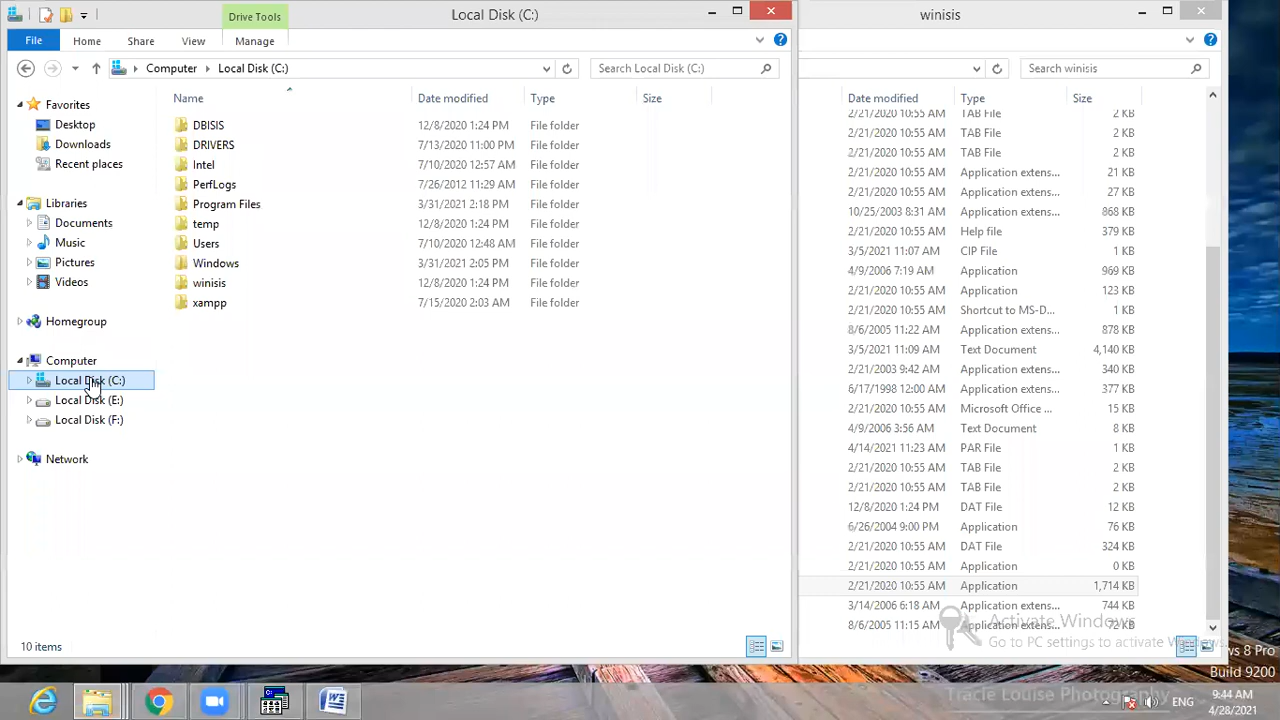 Drive Tools
Local Disk (C:)
winisis
File
Home
Share
View
Manage
Computer
Local Disk (C:)
Search Local Disk (C:)
Search winisis
Favorites
Desktop
Downloads
Recent places
Libraries
Documents
Music
Pictures
Videos
Homegroup
Computer
Local Disk (C:)
Local Disk (E:)
Local Disk (F:)
Network
Name Date modified Type Size
DBISIS 12/8/2020 1:24 PM File folder
DRIVERS 7/13/2020 11:00 PM File folder
Intel 7/10/2020 12:57 AM File folder
PerfLogs 7/26/2012 11:29 AM File folder
Program Files 3/31/2021 2:18 PM File folder
temp 12/8/2020 1:24 PM File folder
Users 7/10/2020 12:48 AM File folder
Windows 3/31/2021 2:05 PM File folder
winisis 12/8/2020 1:24 PM File folder
xampp 7/15/2020 2:03 AM File folder
Date modified Type Size
2/21/2020 10:55 AM TAB File 2 KB
2/21/2020 10:55 AM TAB File 2 KB
2/21/2020 10:55 AM TAB File 2 KB
2/21/2020 10:55 AM Application extens... 21 KB
2/21/2020 10:55 AM Application extens... 27 KB
10/25/2003 8:31 AM Application extens... 868 KB
2/21/2020 10:55 AM Help file 379 KB
3/5/2021 11:07 AM CIP File 1 KB
4/9/2006 7:19 AM Application 969 KB
2/21/2020 10:55 AM Application 123 KB
2/21/2020 10:55 AM Shortcut to MS-D... 1 KB
8/6/2005 11:22 AM Application extens... 878 KB
3/5/2021 11:09 AM Text Document 4,140 KB
2/21/2003 9:42 AM Application extens... 340 KB
6/17/1998 12:00 AM Application extens... 377 KB
2/21/2020 10:55 AM Microsoft Office ... 15 KB
4/9/2006 3:56 AM Text Document 1 KB
4/14/2021 11:23 AM PAR File 1 KB
2/21/2020 10:55 AM TAB File 2 KB
2/21/2020 10:55 AM TAB File 2 KB
12/8/2020 1:24 PM DAT File 12 KB
6/26/2004 9:00 PM Application 76 KB
2/21/2020 10:55 AM DAT File 324 KB
2/21/2020 10:55 AM Application 0 KB
2/21/2020 10:55 AM Application 1,714 KB
3/14/2006 6:18 AM Application extens... 744 KB
8/6/2005 11:15 AM Application extens... 72 KB
Activate Windows
Go to PC settings to activate Windows
10 items
s 8 Pro
Build 9200
Tracie Louise Photography
ENG
9:44 AM
4/28/2021